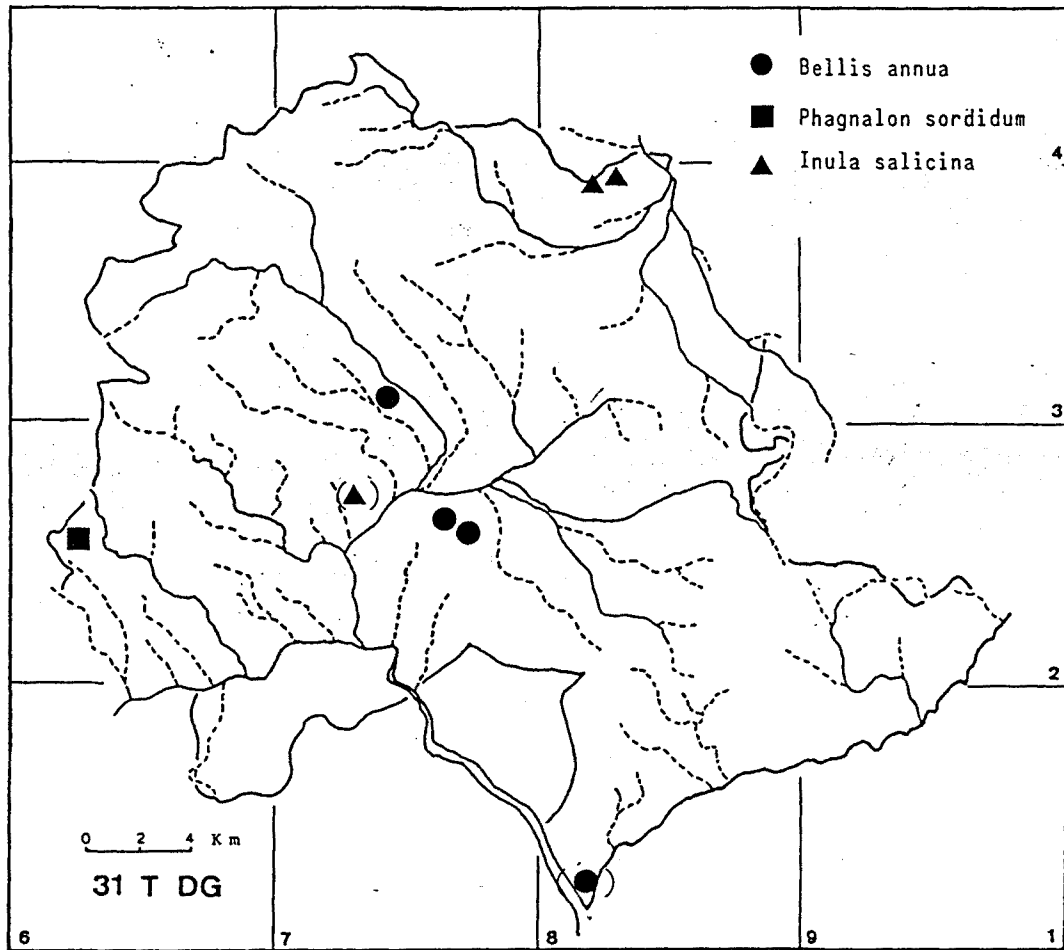 Bellis annua
Phagnalon sordidum
Inula salicina
4
3
2
0 2 4 Km
31 T DG
6 7 8 9 1